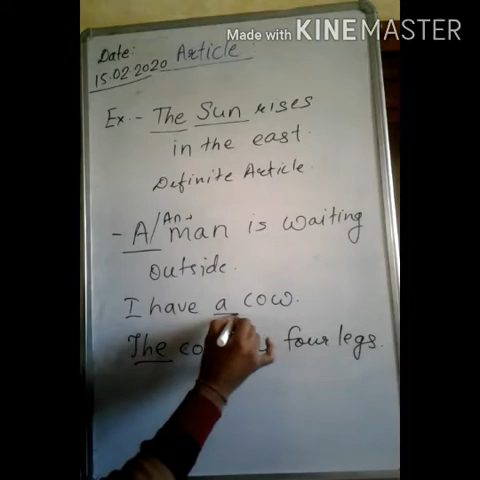 Made with KINEMASTER
Date:
15.02.2020 Article:
Ex:- The Sun rises
in the east.
Definite Article
- A/An man is waiting
outside.
I have a cow.
The four legs.